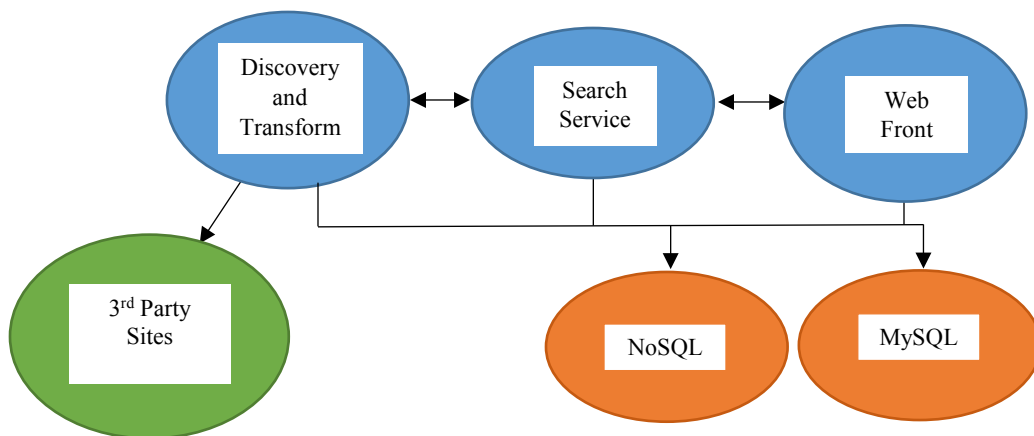 Discovery
and
Transform
Search
Service
Web
Front
3rd Party
Sites
NoSQL
MySQL